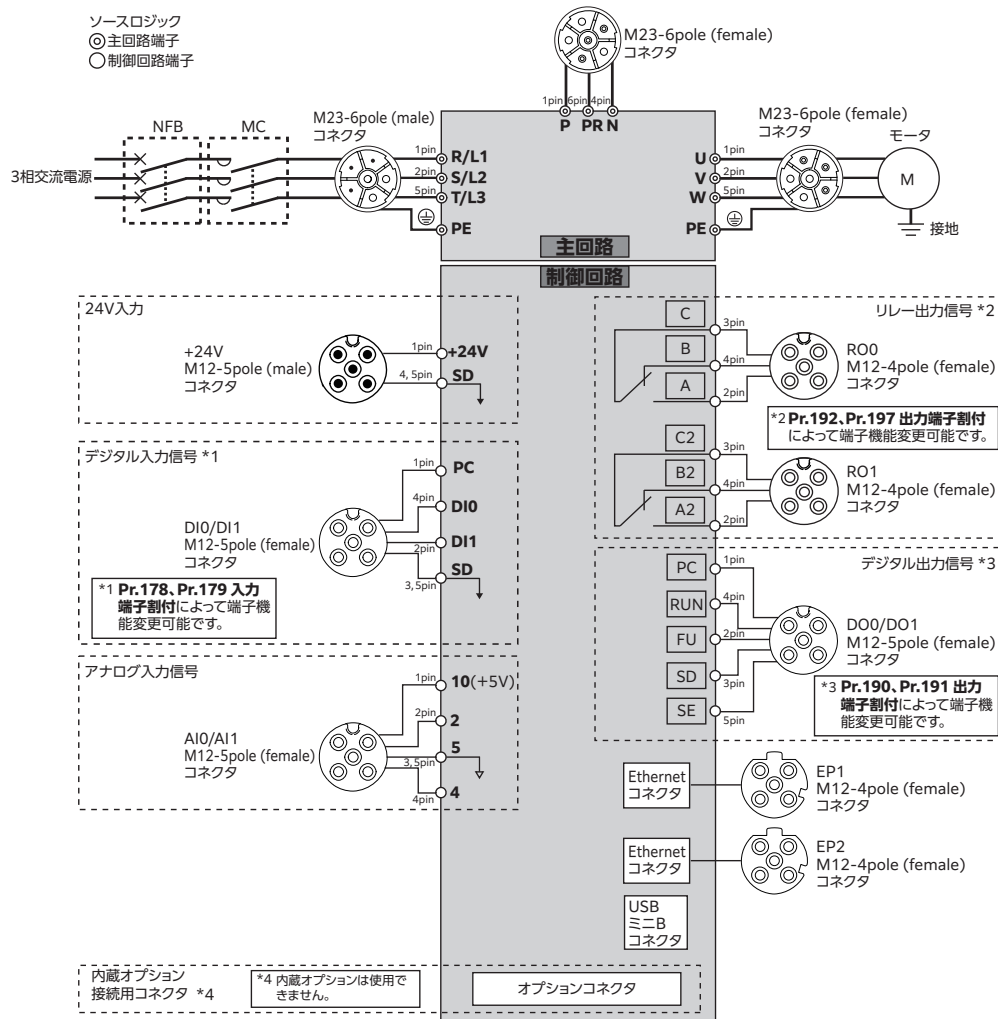 ソースロジック
◎主回路端子
○制御回路端子
M23-6pole (female)
コネクタ
1pin 6pin 4pin
P PR N
NFB MC
M23-6pole (male)
コネクタ
M23-6pole (female)
コネクタ
モータ
3相交流電源
1pin R/L1
2pin S/L2
5pin T/L3
PE
U 1pin
V 2pin
W 5pin
PE
M
接地
主回路
制御回路
24V入力
+24V
M12-5pole (male)
コネクタ
1pin +24V
4, 5pin SD
デジタル入力信号 *1
DI0/DI1
M12-5pole (female)
コネクタ
1pin PC
4pin DI0
2pin DI1
3, 5pin SD
*1 Pr.178、Pr.179 入力
端子割付によって端子機
能変更可能です。
アナログ入力信号
AI0/AI1
M12-5pole (female)
コネクタ
1pin 10(+5V)
2pin 2
3,5pin 5
4pin 4
リレー出力信号 *2
C 3pin
B 4pin
A 2pin
RO0
M12-4pole (female)
コネクタ
*2 Pr.192、Pr.197 出力端子割付
によって端子機能変更可能です。
C2 3pin
B2 4pin
A2 2pin
RO1
M12-4pole (female)
コネクタ
デジタル出力信号 *3
PC 1pin
RUN 4pin
FU 2pin
SD 3pin
SE 5pin
DO0/DO1
M12-5pole (female)
コネクタ
*3 Pr.190、Pr.191 出力
端子割付によって端子機
能変更可能です。
Ethernet
コネクタ
EP1
M12-4pole (female)
コネクタ
Ethernet
コネクタ
EP2
M12-4pole (female)
コネクタ
USB
ミニB
コネクタ
内蔵オプション
接続用コネクタ *4
*4 内蔵オプションは使用で
きません。
オプションコネクタ